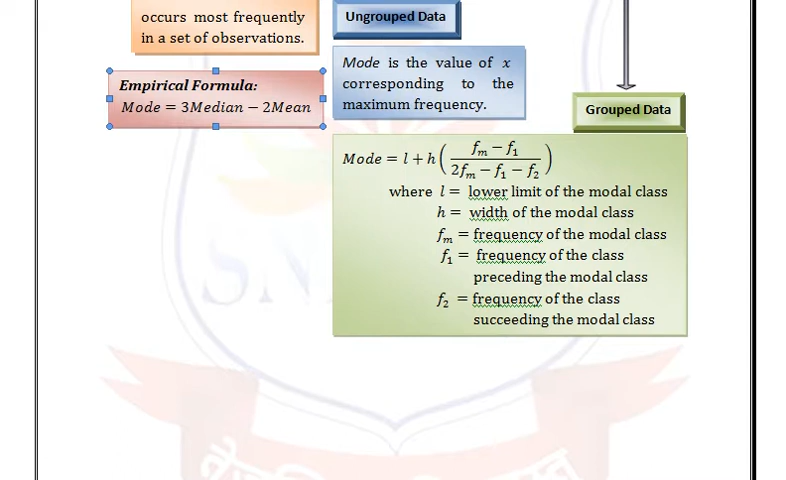 occurs most frequently
in a set of observations.
Empirical Formula:
Mode = 3Median − 2Mean
Ungrouped Data
Mode is the value of x
corresponding to the
maximum frequency.
Grouped Data
Mode = l + h ( (f_m − f_1) / (2f_m − f_1 − f_2) )
where l = lower limit of the modal class
h = width of the modal class
f_m = frequency of the modal class
f_1 = frequency of the class
preceding the modal class
f_2 = frequency of the class
succeeding the modal class